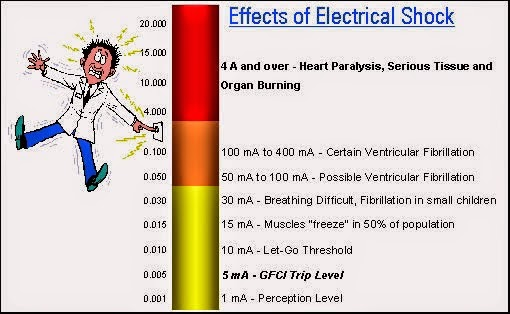 Effects of Electrical Shock
20.000
15.000
4 A and over - Heart Paralysis, Serious Tissue and
10.000
Organ Burning
4.000
0.100 100 mA to 400 mA - Certain Ventricular Fibrillation
0.050 50 mA to 100 mA - Possible Ventricular Fibrillation
0.030 30 mA - Breathing Difficult, Fibrillation in small children
0.015 15 mA - Muscles "freeze" in 50% of population
0.010 10 mA - Let-Go Threshold
0.005 5 mA - GFCI Trip Level
0.001 1 mA - Perception Level